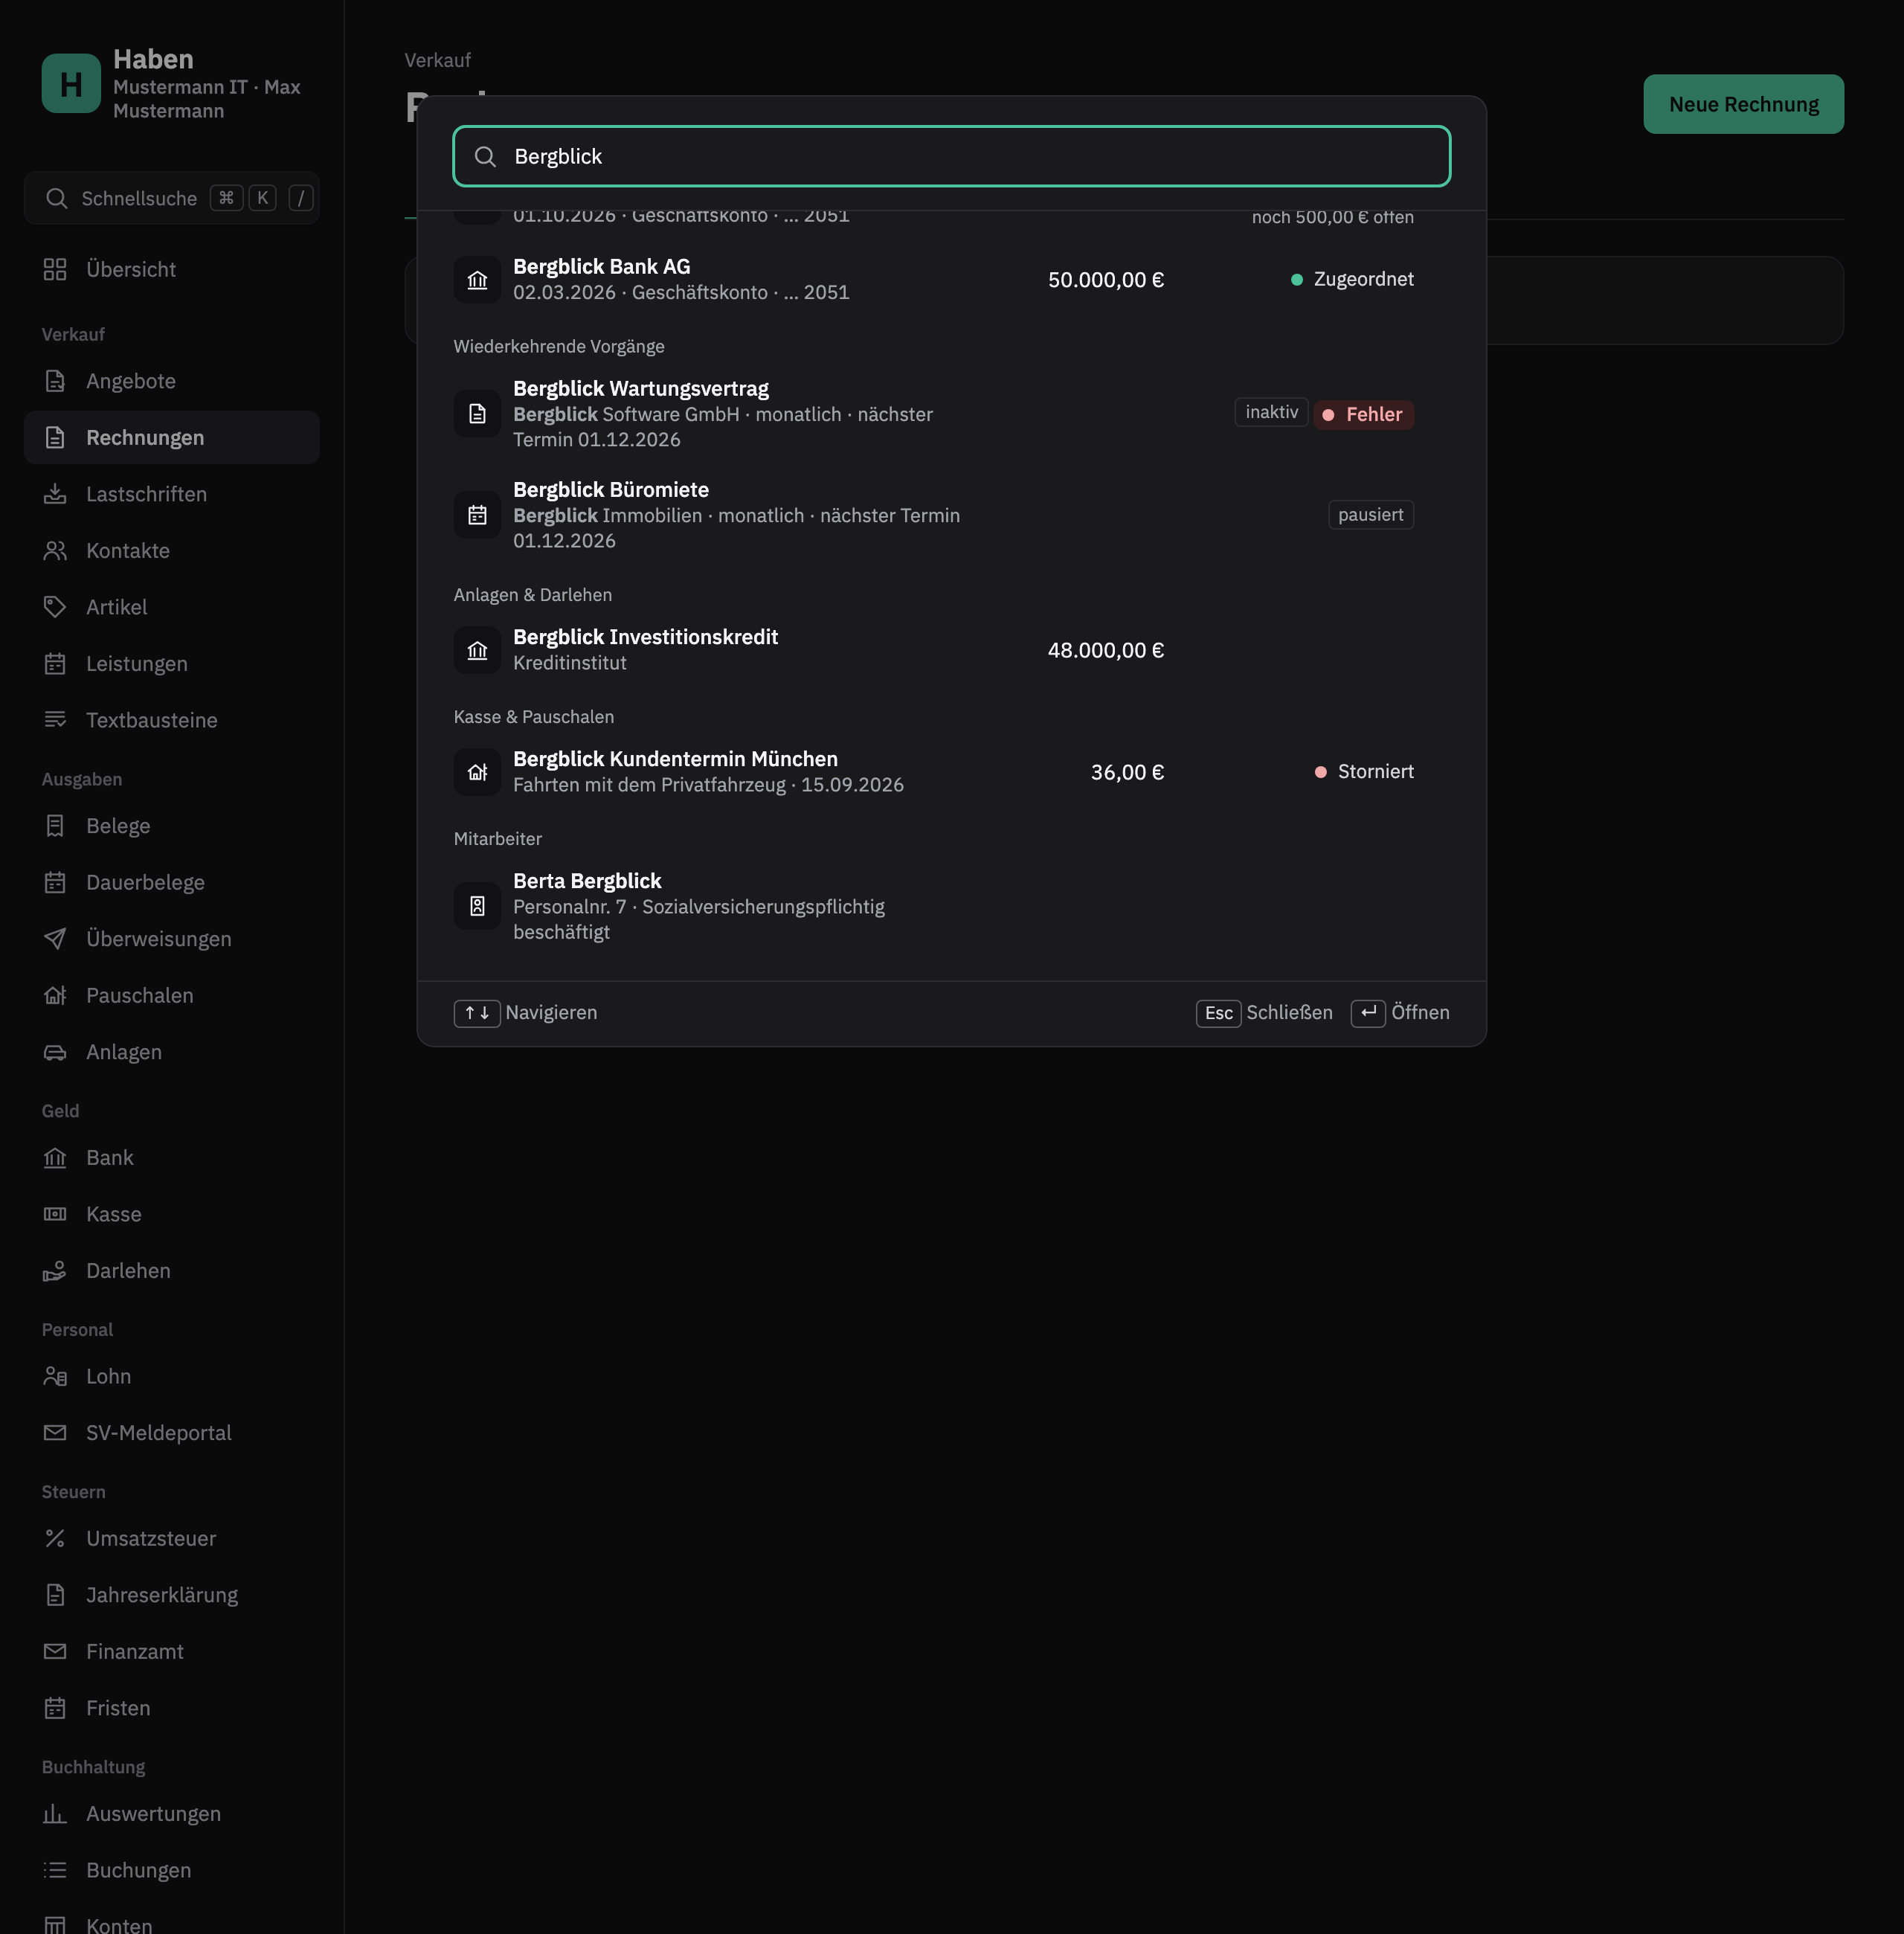 H
Haben
Mustermann IT · Max
Mustermann
Schnellsuche ⌘ K /
Übersicht
Verkauf
Angebote
Rechnungen
Lastschriften
Kontakte
Artikel
Leistungen
Textbausteine
Ausgaben
Belege
Dauerbelege
Überweisungen
Pauschalen
Anlagen
Geld
Bank
Kasse
Darlehen
Personal
Lohn
SV-Meldeportal
Steuern
Umsatzsteuer
Jahreserklärung
Finanzamt
Fristen
Buchhaltung
Auswertungen
Buchungen
Konten
Verkauf
Neue Rechnung
Bergblick
01.10.2026 · Geschäftskonto · … 2051
noch 500,00 € offen
Bergblick Bank AG
02.03.2026 · Geschäftskonto · … 2051
50.000,00 €
Zugeordnet
Wiederkehrende Vorgänge
Bergblick Wartungsvertrag
Bergblick Software GmbH · monatlich · nächster
Termin 01.12.2026
inaktiv
Fehler
Bergblick Büromiete
Bergblick Immobilien · monatlich · nächster Termin
01.12.2026
pausiert
Anlagen & Darlehen
Bergblick Investitionskredit
Kreditinstitut
48.000,00 €
Kasse & Pauschalen
Bergblick Kundentermin München
Fahrten mit dem Privatfahrzeug · 15.09.2026
36,00 €
Storniert
Mitarbeiter
Berta Bergblick
Personalnr. 7 · Sozialversicherungspflichtig
beschäftigt
↑↓ Navigieren
Esc Schließen
↵ Öffnen